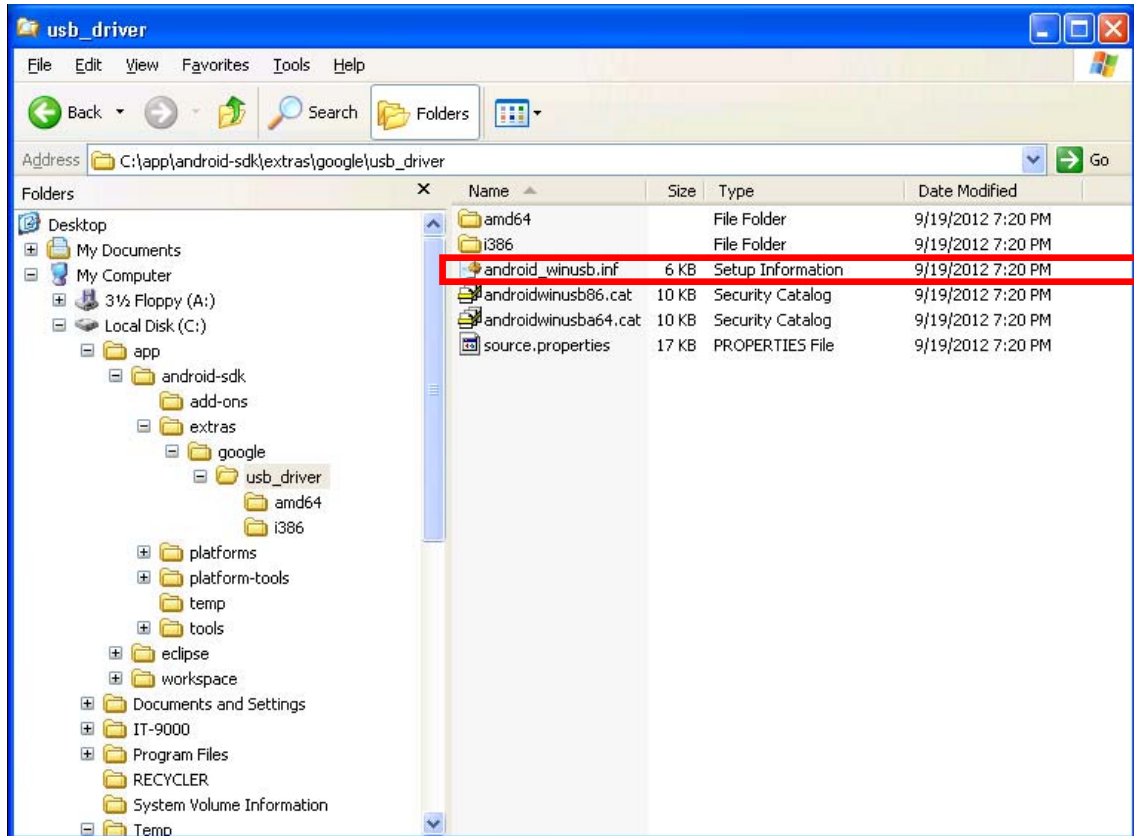 usb_driver
File Edit View Favorites Tools Help
Back Search Folders
Address C:\app\android-sdk\extras\google\usb_driver Go
Folders
Desktop
My Documents
My Computer
3½ Floppy (A:)
Local Disk (C:)
app
android-sdk
add-ons
extras
google
usb_driver
amd64
i386
platforms
platform-tools
temp
tools
eclipse
workspace
Documents and Settings
IT-9000
Program Files
RECYCLER
System Volume Information
Temp
Name Size Type Date Modified
amd64 File Folder 9/19/2012 7:20 PM
i386 File Folder 9/19/2012 7:20 PM
android_winusb.inf 6 KB Setup Information 9/19/2012 7:20 PM
androidwinusb86.cat 10 KB Security Catalog 9/19/2012 7:20 PM
androidwinusba64.cat 10 KB Security Catalog 9/19/2012 7:20 PM
source.properties 17 KB PROPERTIES File 9/19/2012 7:20 PM